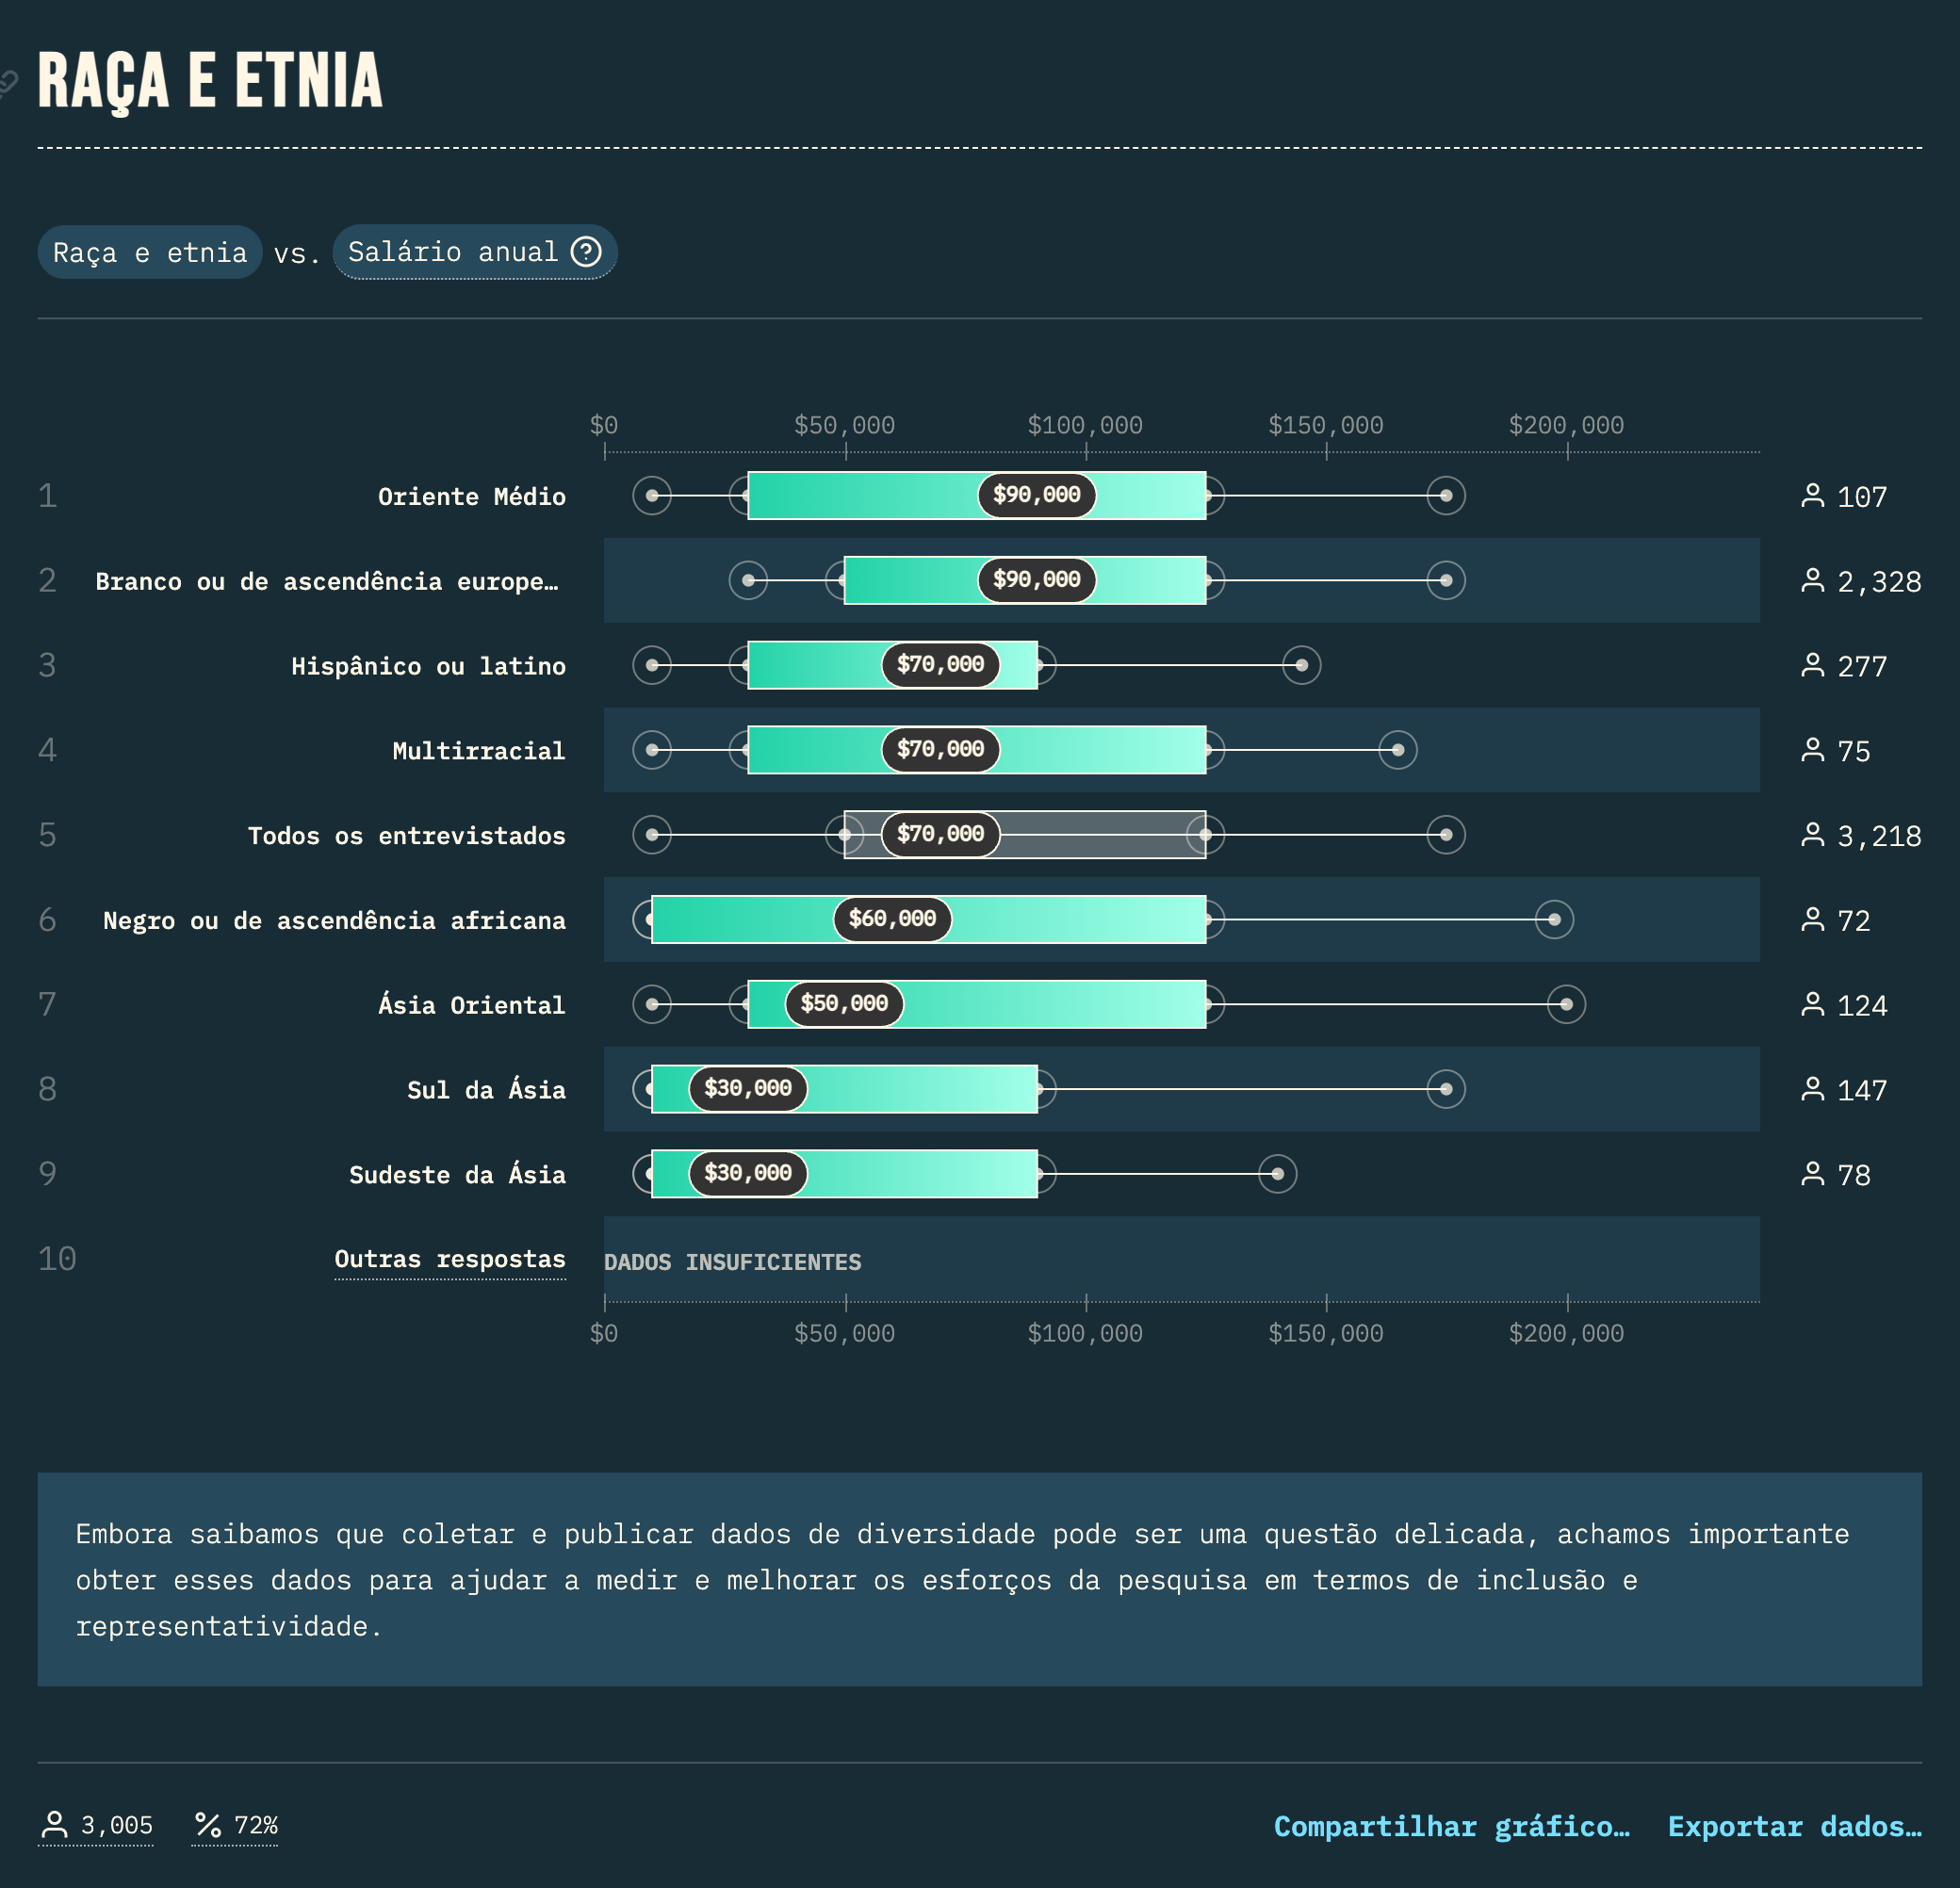 RAÇA E ETNIA
Raça e etnia vs. Salário anual ?
$0 $50,000 $100,000 $150,000 $200,000
1 Oriente Médio $90,000 107
2 Branco ou de ascendência europe… $90,000 2,328
3 Hispânico ou latino $70,000 277
4 Multirracial $70,000 75
5 Todos os entrevistados $70,000 3,218
6 Negro ou de ascendência africana $60,000 72
7 Ásia Oriental $50,000 124
8 Sul da Ásia $30,000 147
9 Sudeste da Ásia $30,000 78
10 Outras respostas DADOS INSUFICIENTES
$0 $50,000 $100,000 $150,000 $200,000
Embora saibamos que coletar e publicar dados de diversidade pode ser uma questão delicada, achamos importante
obter esses dados para ajudar a medir e melhorar os esforços da pesquisa em termos de inclusão e
representatividade.
3,005 % 72% Compartilhar gráfico… Exportar dados…